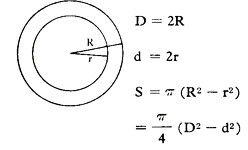 R
r
D = 2R
d = 2r
S = π (R² − r²)
= π/4 (D² − d²)